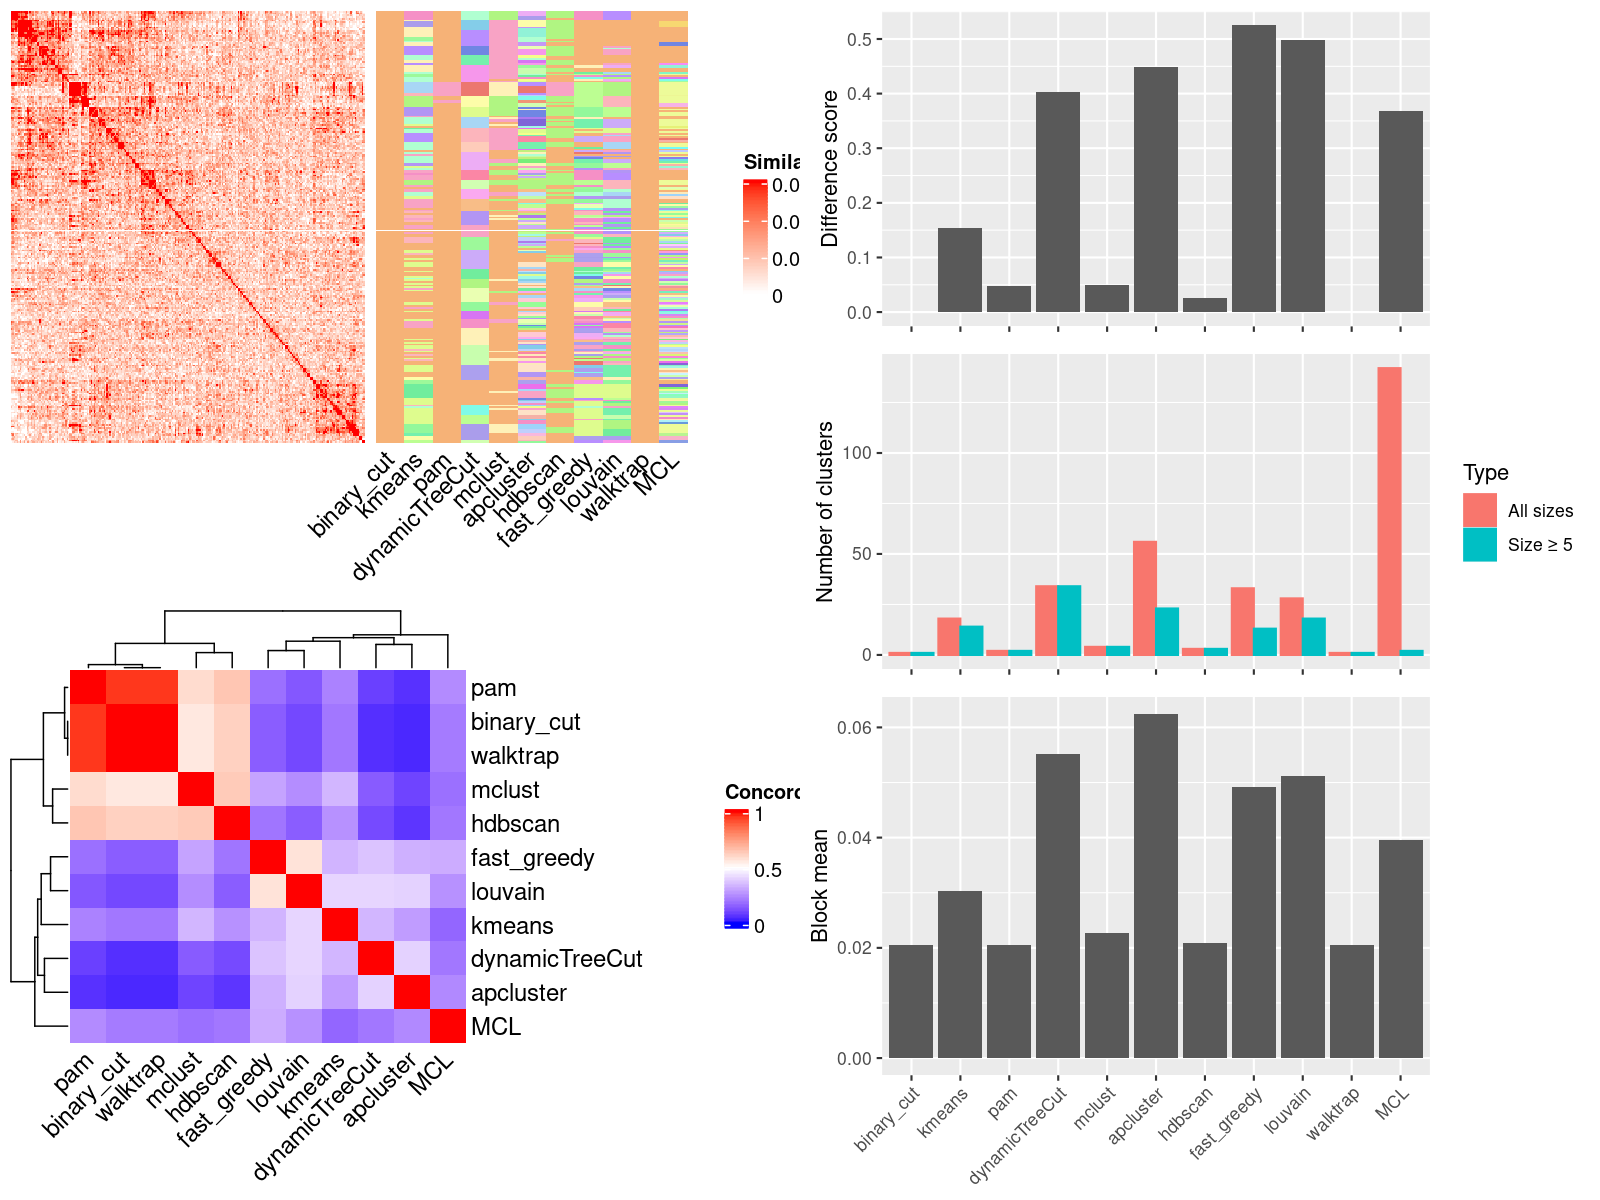 Simila
0.0
0.0
0.0
0
binary_cut
kmeans
pam
dynamicTreeCut
mclust
apcluster
hdbscan
fast_greedy
louvain
walktrap
MCL
pam
binary_cut
walktrap
mclust
hdbscan
fast_greedy
louvain
kmeans
dynamicTreeCut
apcluster
MCL
pam
binary_cut
walktrap
mclust
hdbscan
fast_greedy
louvain
kmeans
dynamicTreeCut
apcluster
MCL
Concord
1
0.5
0
Difference score
0.5
0.4
0.3
0.2
0.1
0.0
Number of clusters
100
50
0
Type
All sizes
Size ≥ 5
Block mean
0.06
0.04
0.02
0.00
binary_cut
kmeans
pam
dynamicTreeCut
mclust
apcluster
hdbscan
fast_greedy
louvain
walktrap
MCL